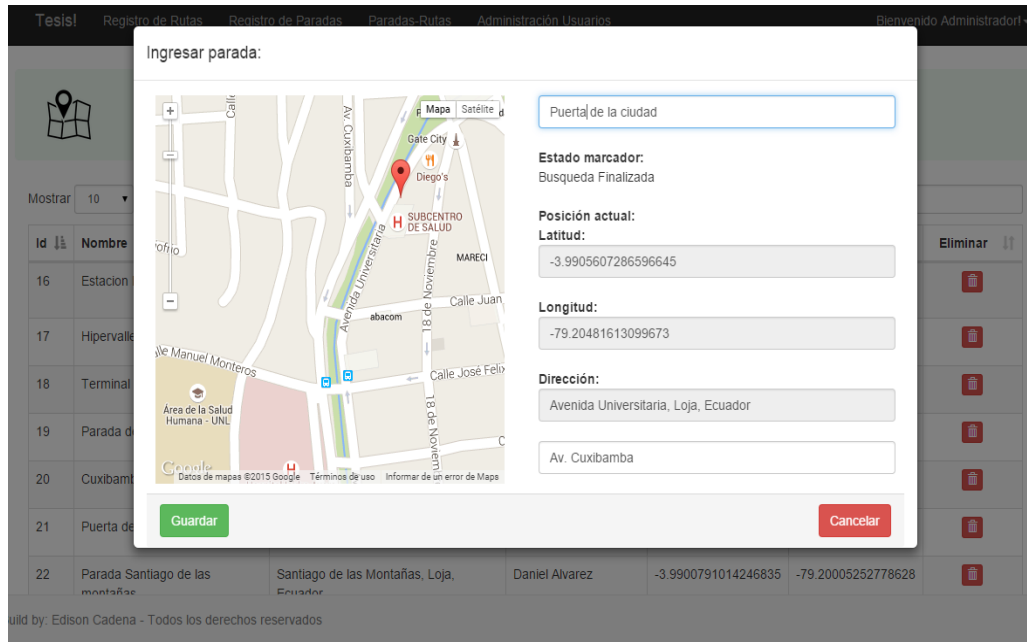 Tesis! Registro de Rutas Registro de Paradas Paradas-Rutas Administración Usuarios Bienvenido Administrador!
Ingresar parada:
Mapa Satélite
Calle
Av. Cuxibamba
Gate City
Diego's
SUBCENTRO
DE SALUD
MARECI
Avenida Universitaria
18 de Noviembre
Calle Juan
abacom
Calle José Felix
18 de Noviem
Área de la Salud
Humana - UNL
Manuel Monteros
Google
Datos de mapas ©2015 Google Términos de uso Informar de un error de Maps
Puerta de la ciudad
Estado marcador:
Busqueda Finalizada
Posición actual:
Latitud:
-3.9905607286596645
Longitud:
-79.20481613099673
Dirección:
Avenida Universitaria, Loja, Ecuador
Av. Cuxibamba
Guardar Cancelar
Mostrar 10
Id Nombre Eliminar
16 Estacion
17 Hipervalle
18 Terminal
19 Parada d
20 Cuxibamb
21 Puerta de
22 Parada Santiago de las montañas Santiago de las Montañas, Loja, Ecuador Daniel Alvarez -3.9900791014246835 -79.20052527786 28
uild by: Edison Cadena - Todos los derechos reservados